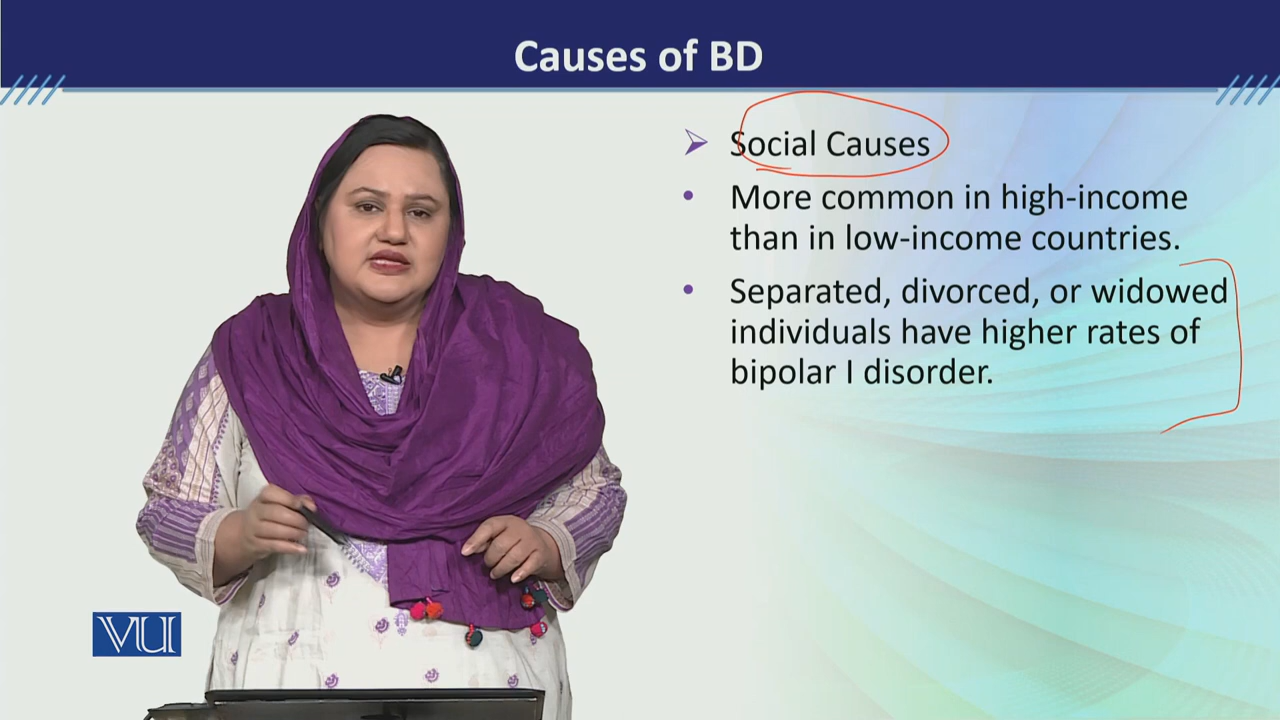 Causes of BD
Social Causes
More common in high-income
than in low-income countries.
Separated, divorced, or widowed
individuals have higher rates of
bipolar I disorder.
VU